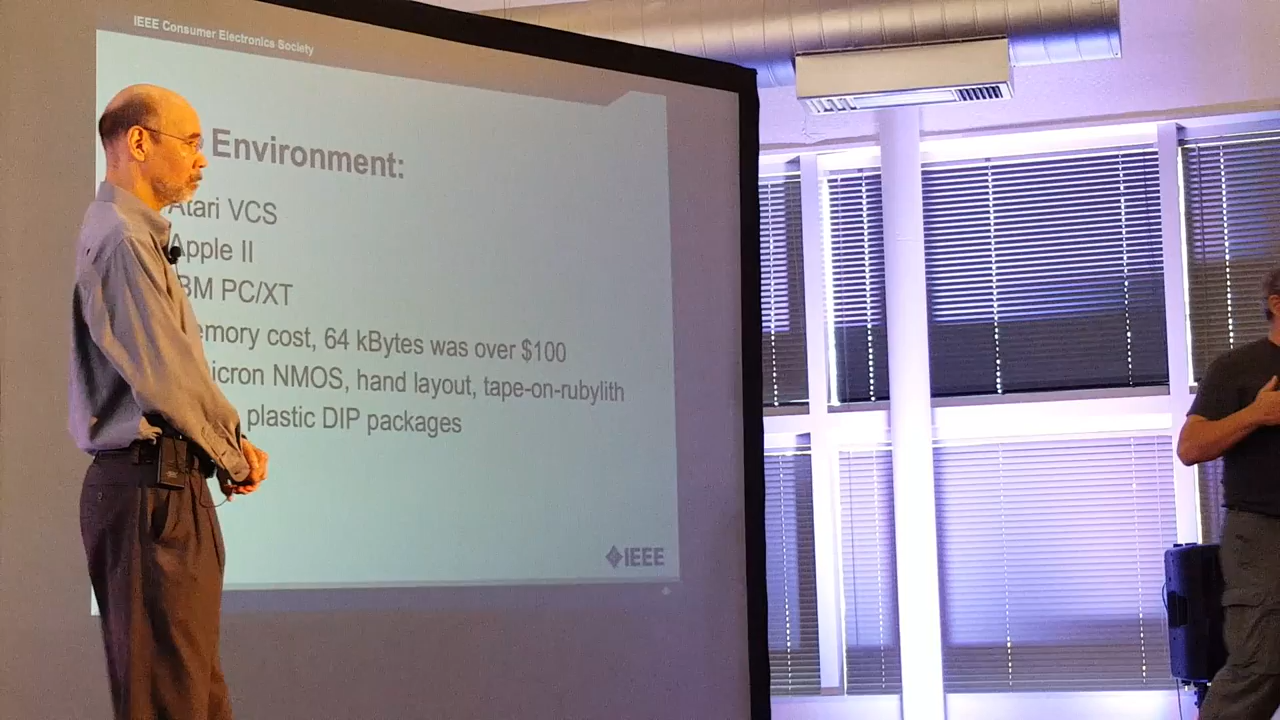 IEEE Consumer Electronics Society
Environment:
Atari VCS
Apple II
BM PC/XT
emory cost, 64 kBytes was over $100
icron NMOS, hand layout, tape-on-rubylith
plastic DIP packages
IEEE